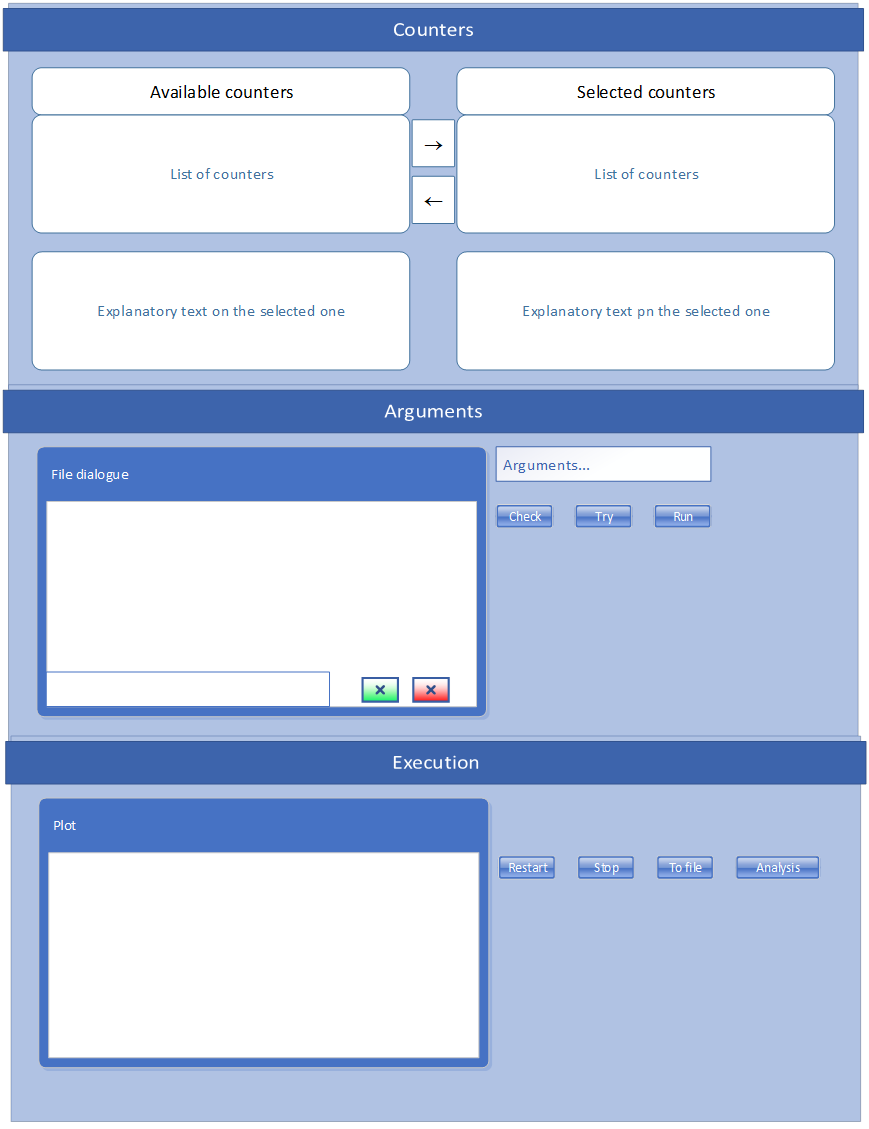 Counters
Available counters
Selected counters
List of counters
→
List of counters
←
Explanatory text on the selected one
Explanatory text pn the selected one
Arguments
File dialogue
Arguments...
Check
Try
Run
×
×
Execution
Plot
Restart
Stop
To file
Analysis